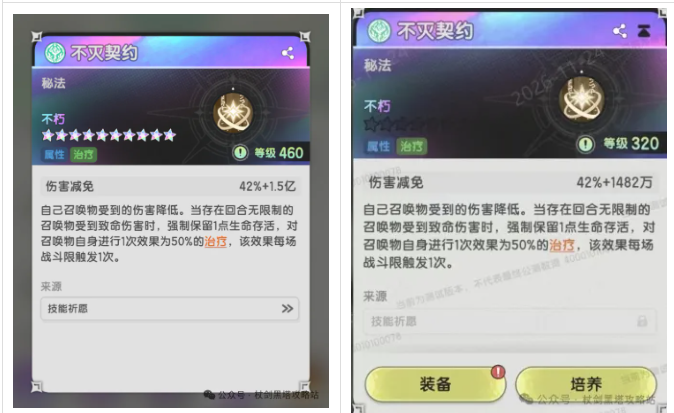 不灭契约
秘法
不朽
属性 治疗
等级 460
伤害减免 42%+1.5亿
自己召唤物受到的伤害降低。当存在回合无限制的
召唤物受到致命伤害时，强制保留1点生命存活，对
召唤物自身进行1次效果为50%的治疗，该效果每场
战斗限触发1次。
来源
技能祈愿
公众号 · 杖剑黑塔攻略站
不灭契约
秘法
不朽
属性 治疗
等级 320
伤害减免 42%+1482万
自己召唤物受到的伤害降低。当存在回合无限制的
召唤物受到致命伤害时，强制保留1点生命存活，对
召唤物自身进行1次效果为50%的治疗，该效果每场
战斗限触发1次。
来源
技能祈愿
装备 培养
公众号 · 杖剑黑塔攻略站